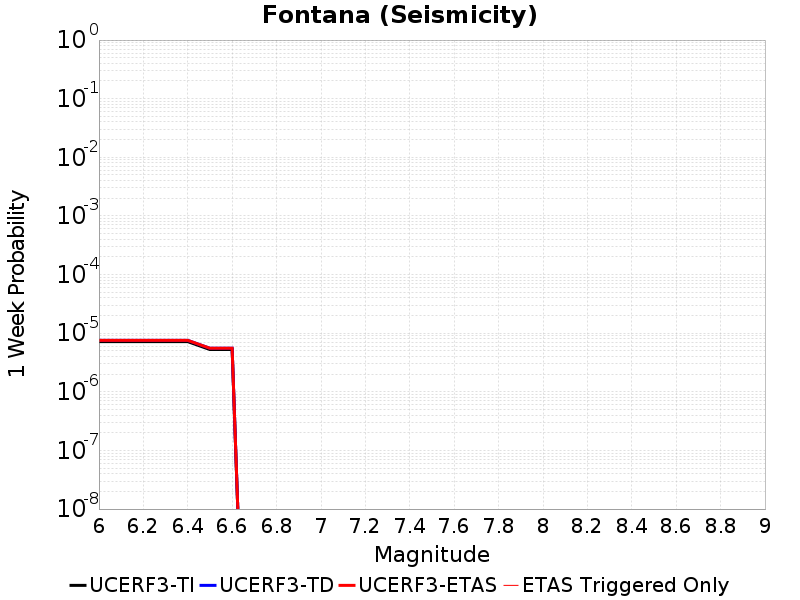 Fontana (Seismicity)
1 Week Probability
10^0
10^-1
10^-2
10^-3
10^-4
10^-5
10^-6
10^-7
10^-8
6 6.2 6.4 6.6 6.8 7 7.2 7.4 7.6 7.8 8 8.2 8.4 8.6 8.8 9
Magnitude
UCERF3-TI UCERF3-TD UCERF3-ETAS ETAS Triggered Only